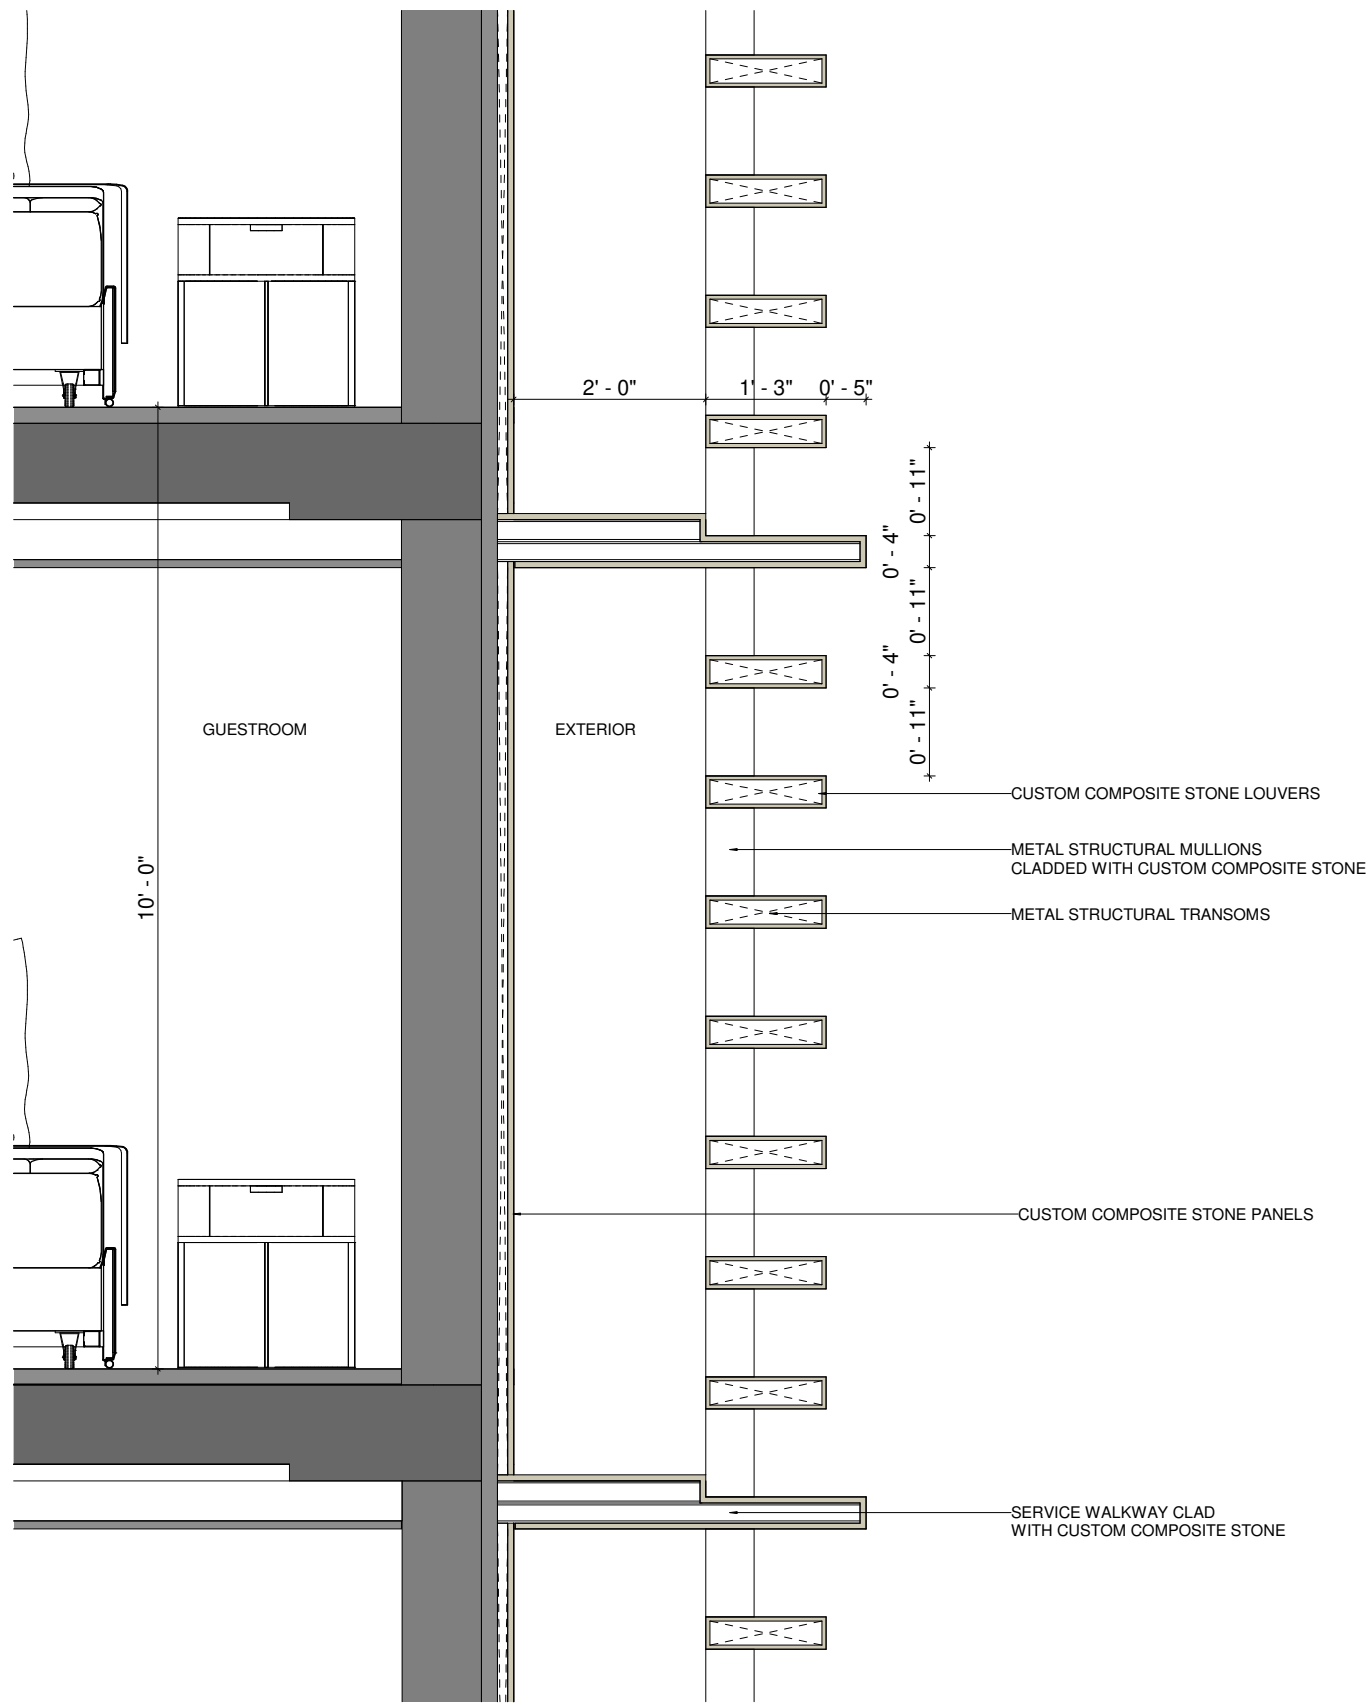 2' - 0" 1' - 3" 0' - 5"
0' - 11"
0' - 4"
0' - 11"
0' - 4"
0' - 11"
GUESTROOM
EXTERIOR
10' - 0"
CUSTOM COMPOSITE STONE LOUVERS
METAL STRUCTURAL MULLIONS
CLADDED WITH CUSTOM COMPOSITE STONE
METAL STRUCTURAL TRANSOMS
CUSTOM COMPOSITE STONE PANELS
SERVICE WALKWAY CLAD
WITH CUSTOM COMPOSITE STONE